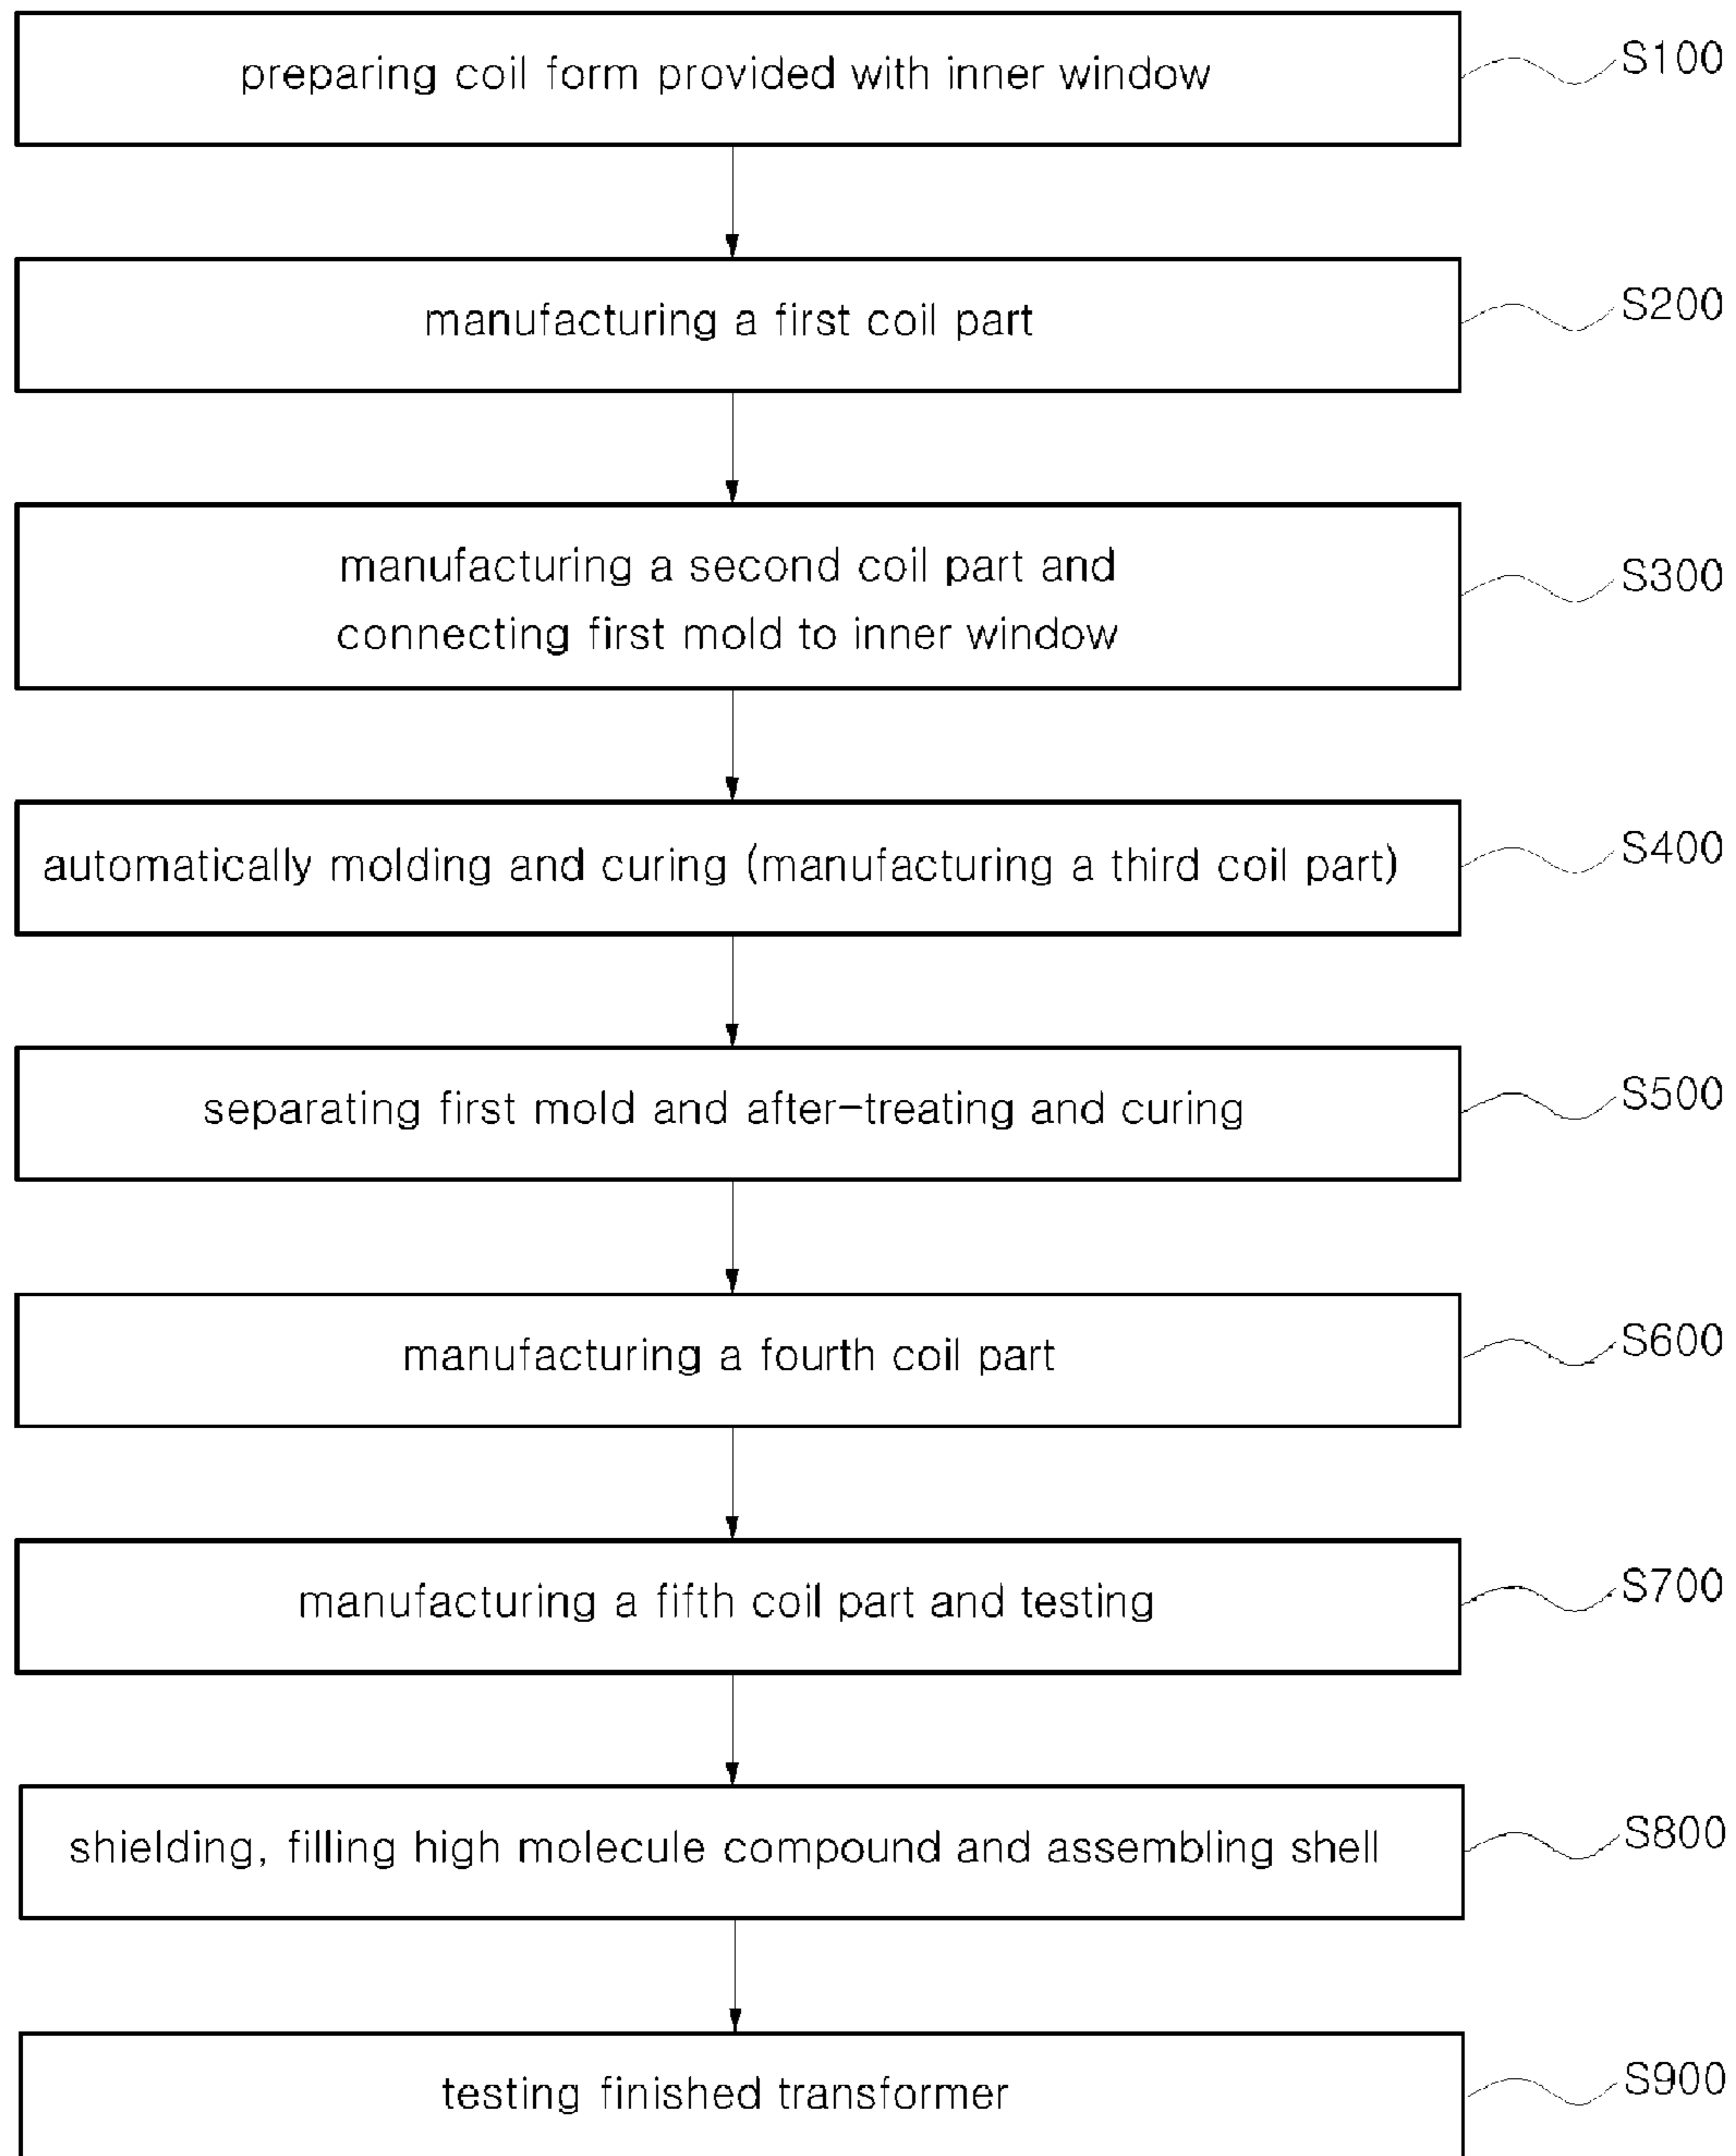 preparing coil form provided with inner window
S100
manufacturing a first coil part
S200
manufacturing a second coil part and
connecting first mold to inner window
S300
automatically molding and curing (manufacturing a third coil part)
S400
separating first mold and after-treating and curing
S500
manufacturing a fourth coil part
S600
manufacturing a fifth coil part and testing
S700
shielding, filling high molecule compound and assembling shell
S800
testing finished transformer
S900